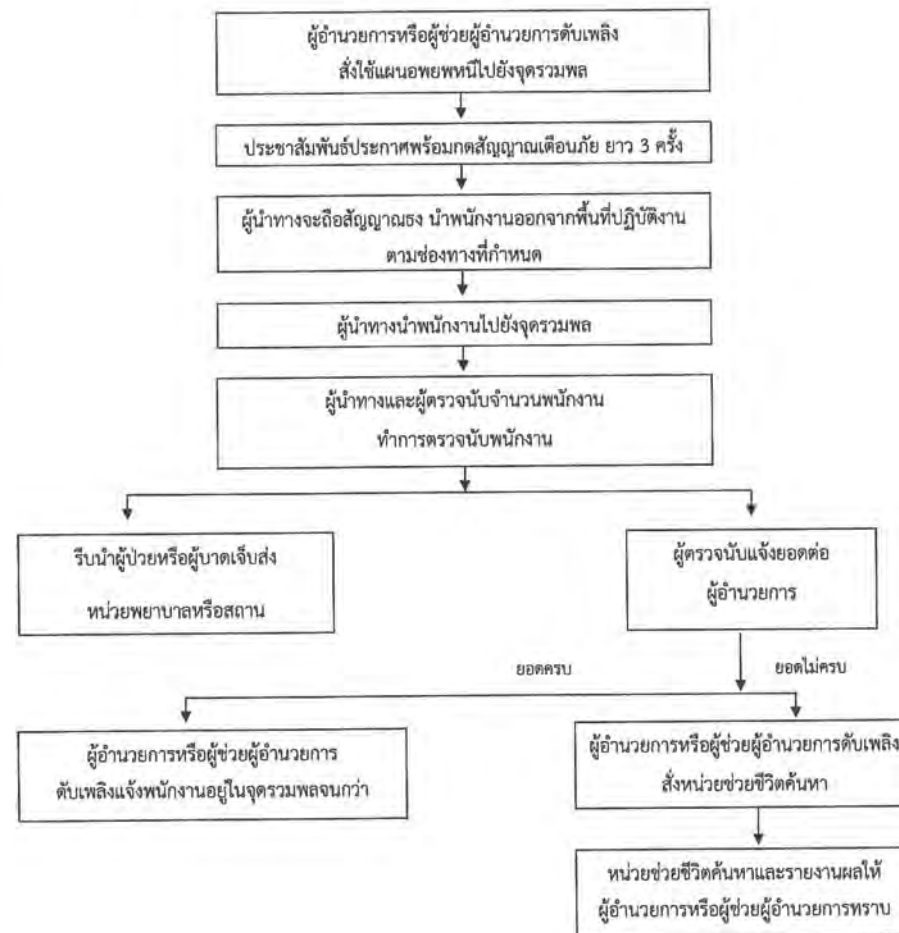 ผู้อำนวยการหรือผู้ช่วยผู้อำนวยการดับเพลิง
สั่งใช้แผนอพยพหนีไปยังจุดรวมพล
ประชาสัมพันธ์ประกาศพร้อมกดสัญญาณเตือนภัย ยาว 3 ครั้ง
ผู้นำทางจะถือสัญญาณธง นำพนักงานออกจากพื้นที่ปฏิบัติงาน
ตามช่องทางที่กำหนด
ผู้นำทางนำพนักงานไปยังจุดรวมพล
ผู้นำทางและผู้ตรวจนับจำนวนพนักงาน
ทำการตรวจนับพนักงาน
รีบนำผู้ป่วยหรือผู้บาดเจ็บส่ง
หน่วยพยาบาลหรือสถาน
ผู้ตรวจนับแจ้งยอดต่อ
ผู้อำนวยการ
ยอดครบ
ยอดไม่ครบ
ผู้อำนวยการหรือผู้ช่วยผู้อำนวยการ
ดับเพลิงแจ้งพนักงานอยู่ในจุดรวมพลจนกว่า
ผู้อำนวยการหรือผู้ช่วยผู้อำนวยการดับเพลิง
สั่งหน่วยช่วยชีวิตค้นหา
หน่วยช่วยชีวิตค้นหาและรายงานผลให้
ผู้อำนวยการหรือผู้ช่วยผู้อำนวยการทราบ